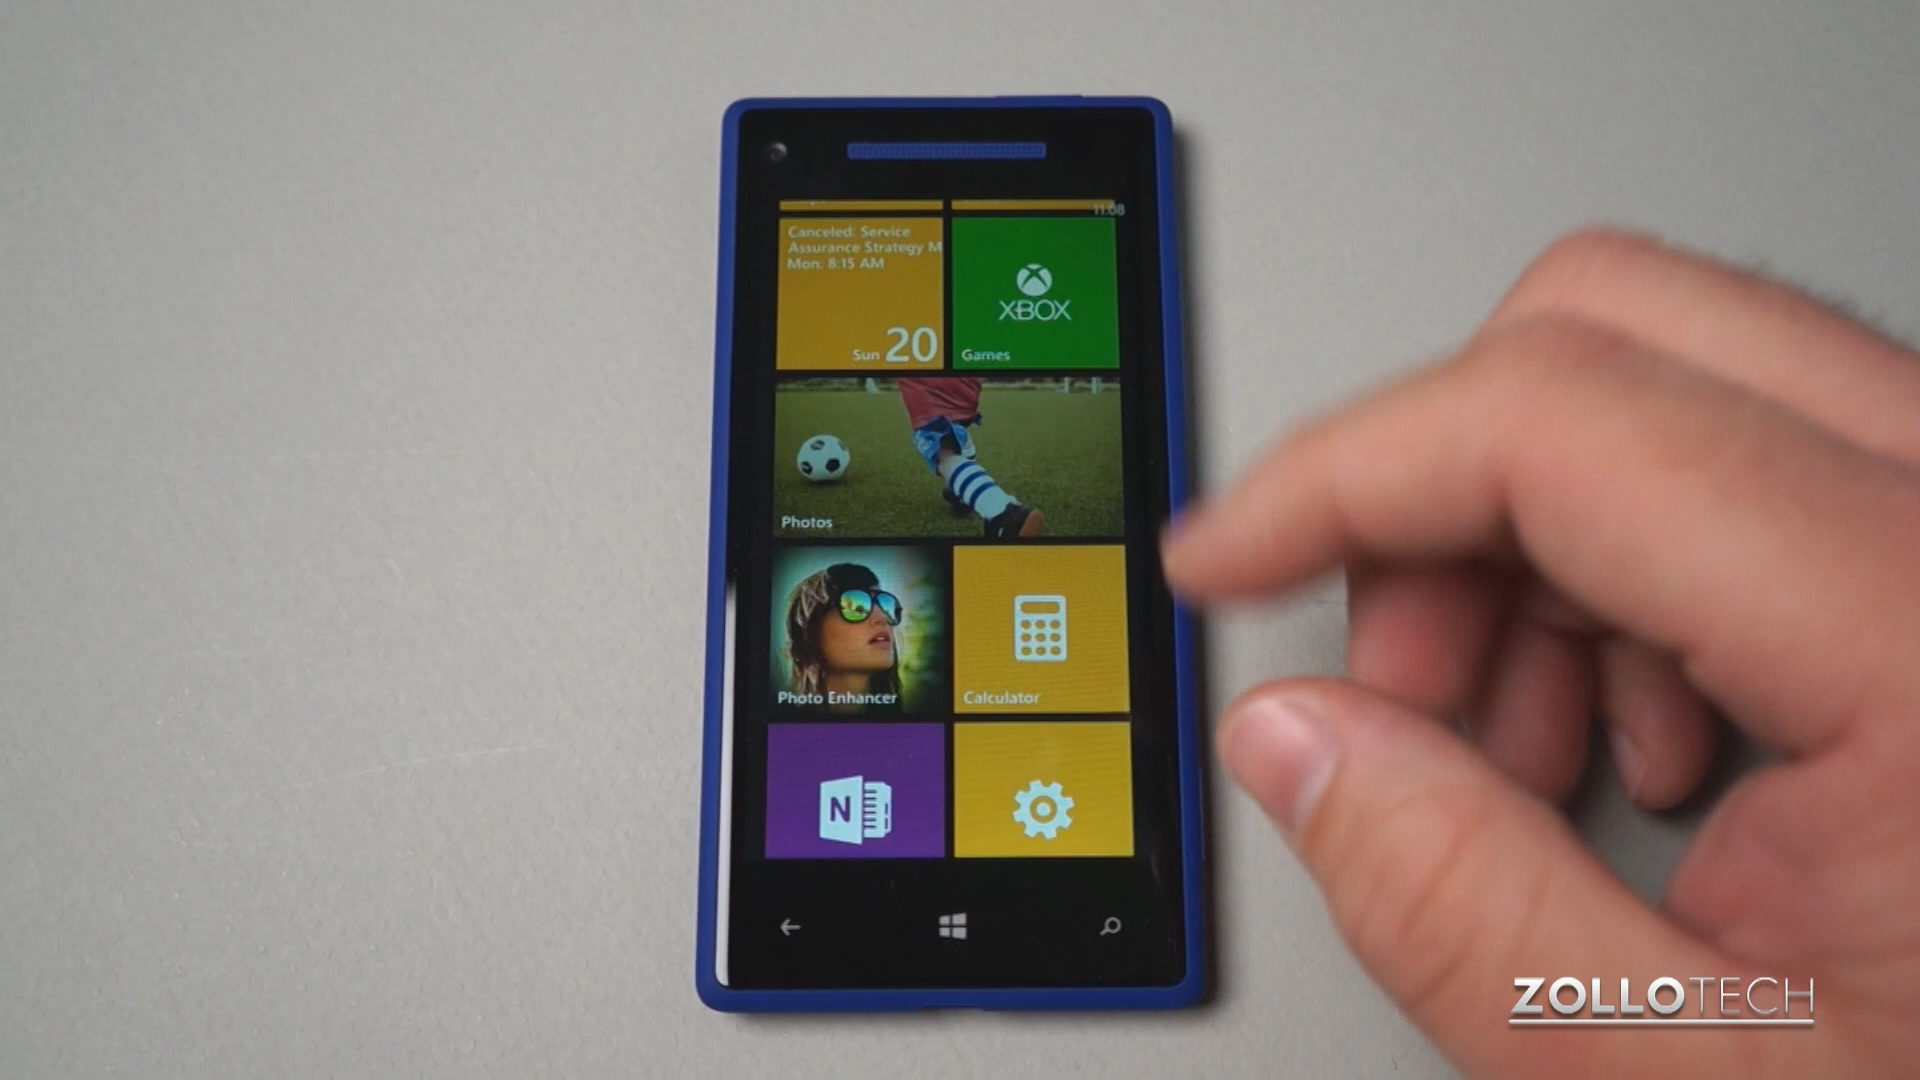 11:08
Canceled: Service
Assurance Strategy M
Mon: 8:15 AM
Sun 20
XBOX
Games
Photos
Photo Enhancer
Calculator
N
ZOLLOTECH